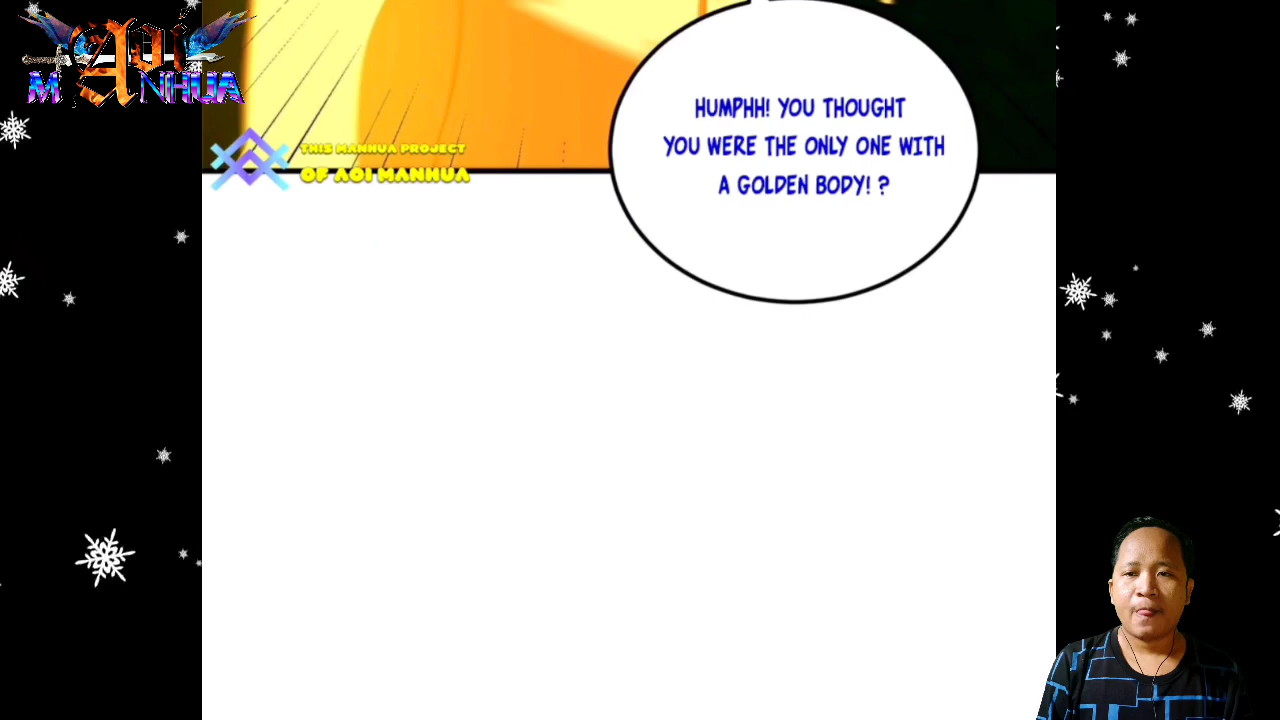 Aoi
MANHUA
THIS MANHUA PROJECT
OF AOI MANHUA
HUMPHH! YOU THOUGHT
YOU WERE THE ONLY ONE WITH
A GOLDEN BODY! ?